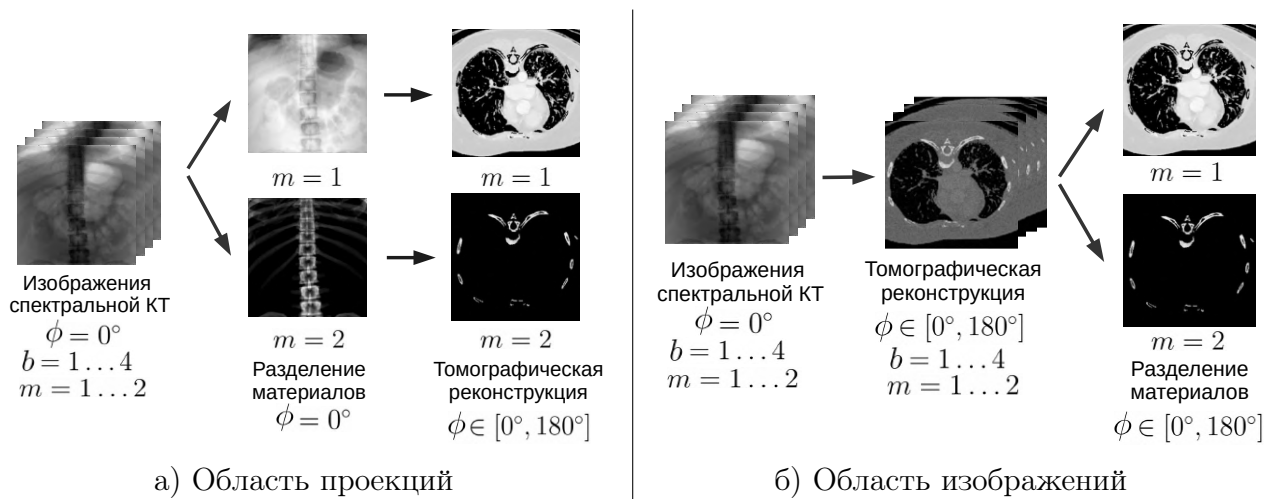 m = 1
m = 1
Изображения
спектральной КТ
ϕ = 0°
b = 1 … 4
m = 1 … 2
m = 2
Разделение
материалов
ϕ = 0°
m = 2
Томографическая
реконструкция
ϕ ∈ [0°, 180°]
а) Область проекций
Изображения
спектральной КТ
ϕ = 0°
b = 1 … 4
m = 1 … 2
Томографическая
реконструкция
ϕ ∈ [0°, 180°]
b = 1 … 4
m = 1 … 2
m = 1
m = 2
Разделение
материалов
ϕ ∈ [0°, 180°]
б) Область изображений